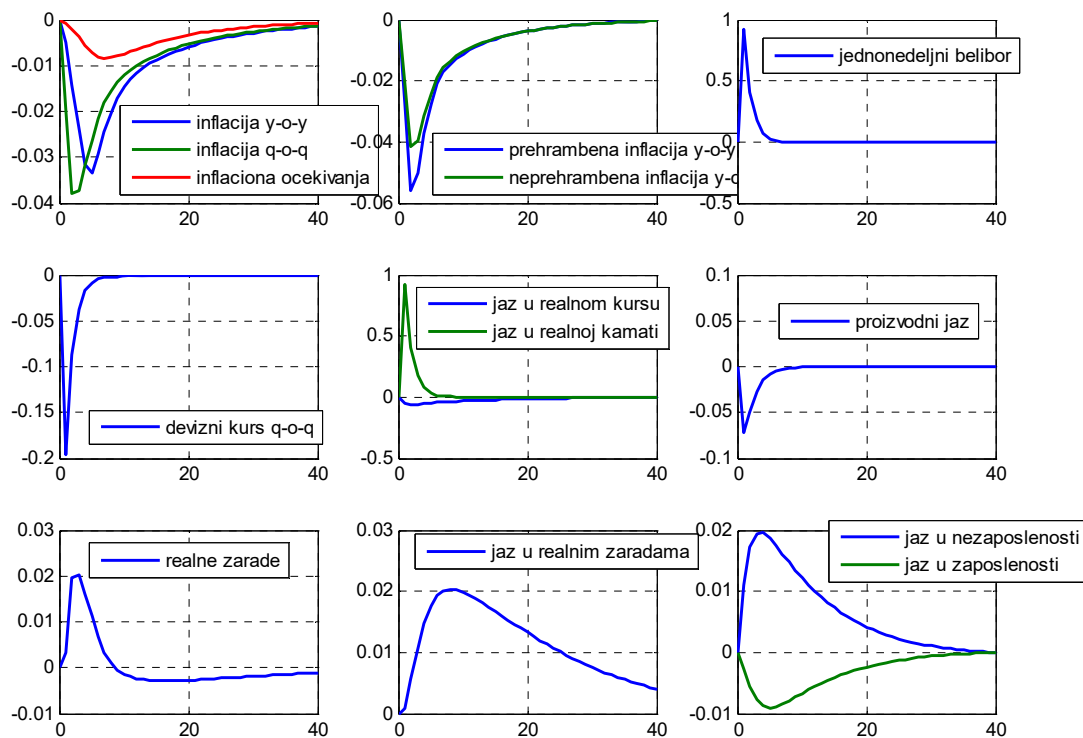 0
-0.01
-0.02
-0.03
-0.04
0 20 40
inflacija y-o-y
inflacija q-o-q
inflaciona ocekivanja
0
-0.02
-0.04
-0.06
0 20 40
prehrambena inflacija y-o-y
neprehrambena inflacija y-o
1
0.5
0
-0.5
0 20 40
jednonedeljni belibor
0
-0.05
-0.1
-0.15
-0.2
0 20 40
devizni kurs q-o-q
1
0.5
0
-0.5
0 20 40
jaz u realnom kursu
jaz u realnoj kamati
0.1
0.05
0
-0.05
-0.1
0 20 40
proizvodni jaz
0.03
0.02
0.01
0
-0.01
0 20 40
realne zarade
0.03
0.02
0.01
0
0 20 40
jaz u realnim zaradama
0.02
0.01
0
-0.01
0 20 40
jaz u nezaposlenosti
jaz u zaposlenosti